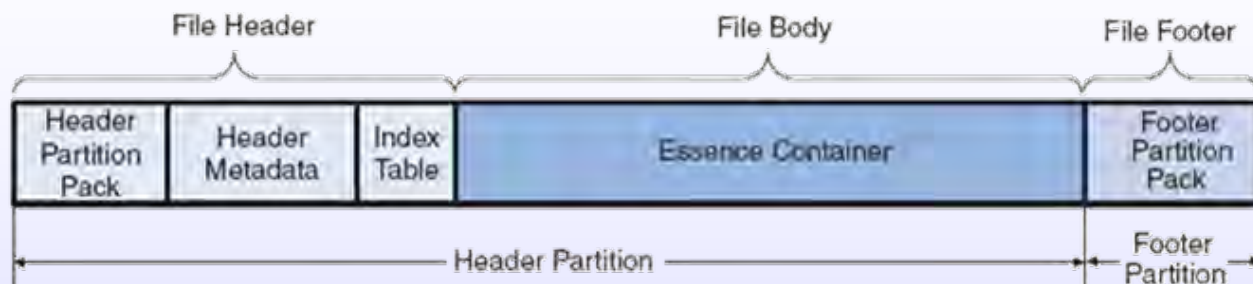 File Header
File Body
File Footer
Header
Partition
Pack
Header
Metadata
Index
Table
Essence Container
Footer
Partition
Pack
Header Partition
Footer
Partition